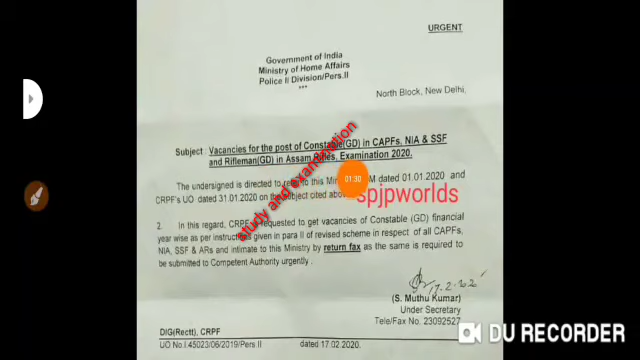 URGENT
Government of India
Ministry of Home Affairs
Police II Division/Pers.II
***
North Block, New Delhi,
Subject : Vacancies for the post of Constable(GD) in CAPFs, NIA & SSF
and Rifleman(GD) in Assam Rifles, Examination 2020.
The undersigned is directed to refer to this dated 01.01.2020 and
CRPF's UO dated 31.01.2020 on the subject cited
2. In this regard, CRPF is requested to get vacancies of Constable (GD) financial
year wise as per instructions given in para II of revised scheme in respect of all CAPFs,
NIA, SSF & ARs and intimate to this Ministry by return fax as the same is required to
be submitted to Competent Authority urgently.
17.2.2020
(S. Muthu Kumar)
Under Secretary
Tele/Fax No. 23092527
DIG(Rectt), CRPF
UO No.I.45023/06/2019/Pers.II dated 17.02.2020.
study and examination
01:30
spjpworlds
DU RECORDER